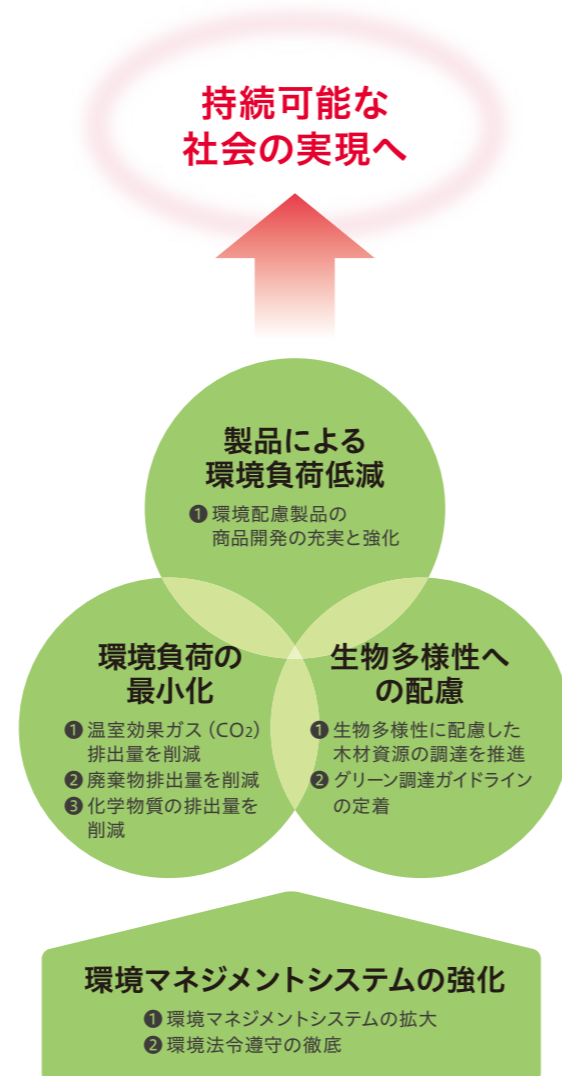 持続可能な
社会の実現へ
製品による
環境負荷低減
❶ 環境配慮製品の
商品開発の充実と強化
環境負荷の
最小化
❶ 温室効果ガス（CO₂）
排出量を削減
❷ 廃棄物排出量を削減
❸ 化学物質の排出量を
削減
生物多様性へ
の配慮
❶ 生物多様性に配慮した
木材資源の調達を推進
❷ グリーン調達ガイドライン
の定着
環境マネジメントシステムの強化
❶ 環境マネジメントシステムの拡大
❷ 環境法令遵守の徹底